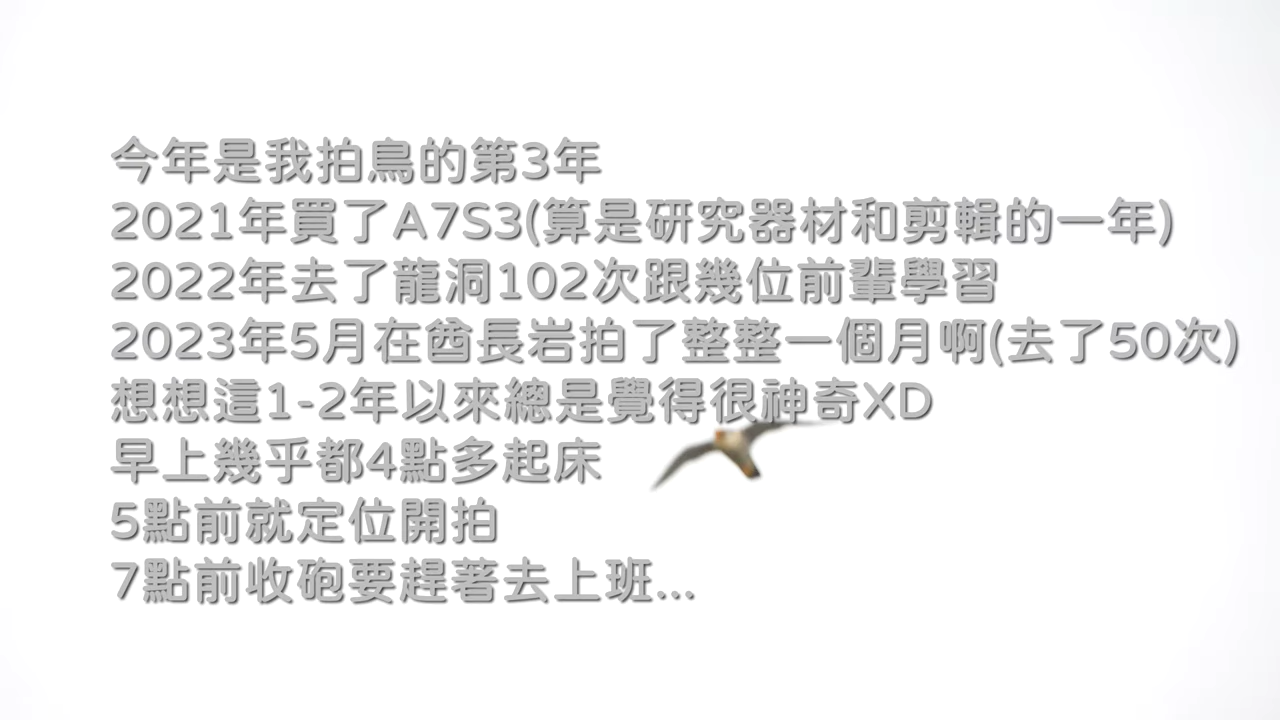 今年是我拍鳥的第3年
2021年買了A7S3(算是研究器材和剪輯的一年)
2022年去了龍洞102次跟幾位前輩學習
2023年5月在酋長岩拍了整整一個月啊(去了50次)
想想這1-2年以來總是覺得很神奇XD
早上幾乎都4點多起床
5點前就定位開拍
7點前收砲要趕著去上班...